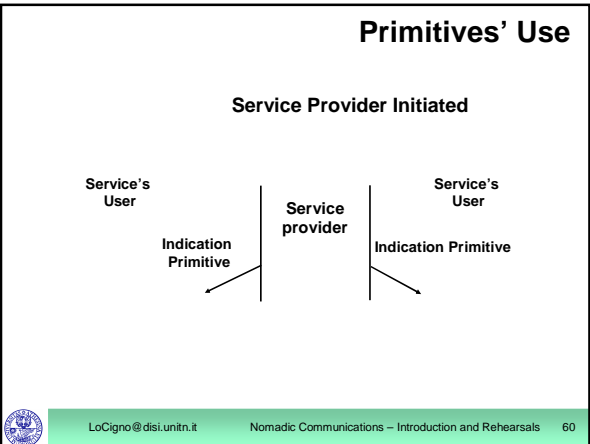 Primitives’ Use
Service Provider Initiated
Service’s
User
Service
provider
Service’s
User
Indication
Primitive
Indication Primitive
LoCigno@disi.unitn.it
Nomadic Communications – Introduction and Rehearsals 60